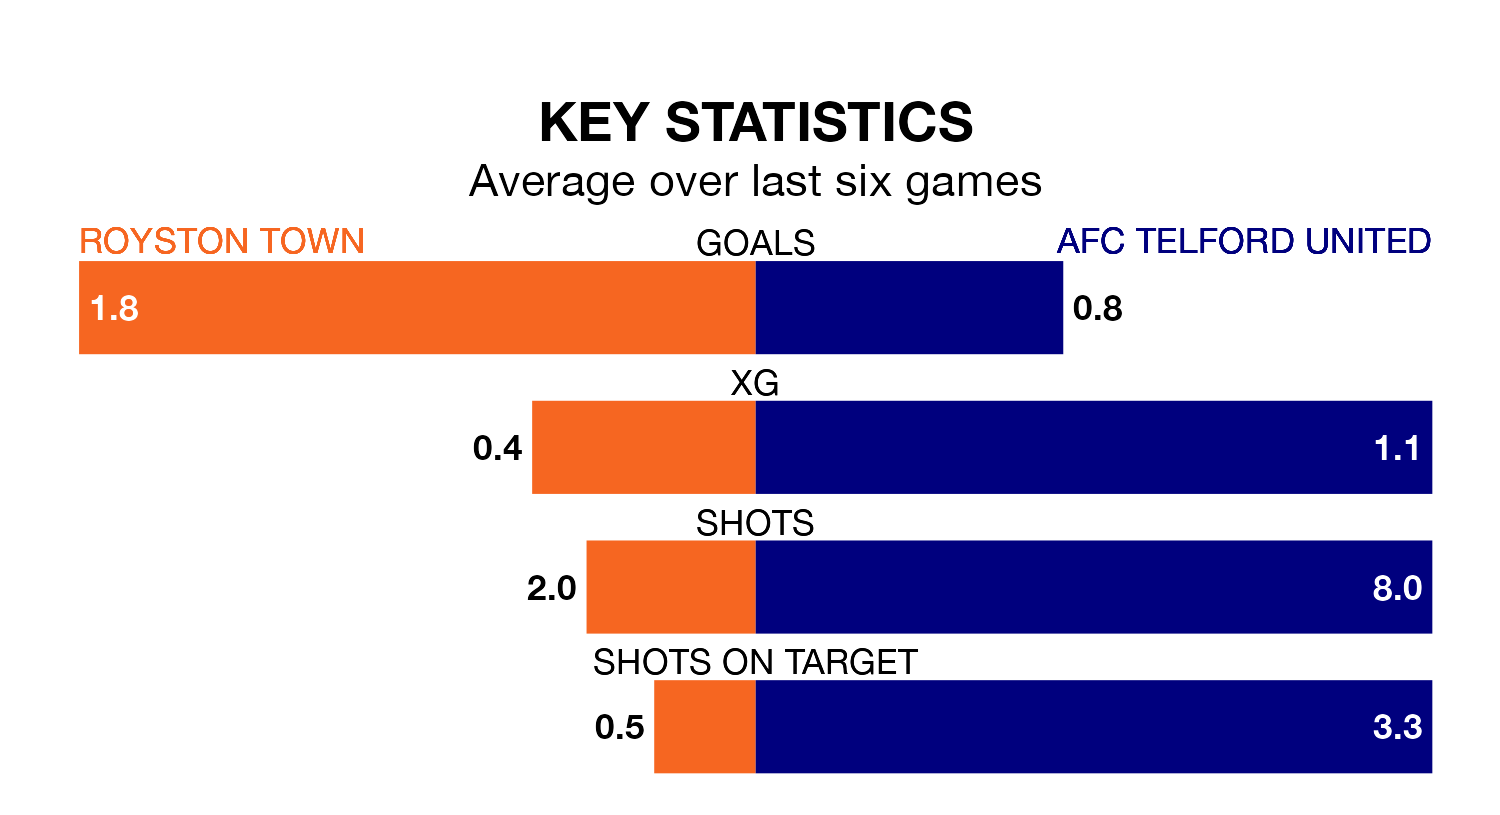 KEY STATISTICS
Average over last six games
ROYSTON TOWN
GOALS
AFC TELFORD UNITED
1.8
0.8
XG
0.4
1.1
SHOTS
2.0
8.0
SHOTS ON TARGET
0.5
3.3